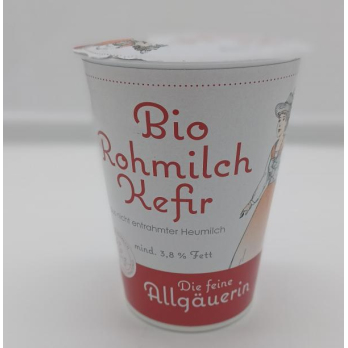 Bio
Rohmilch
Kefir
nicht entrahmter Heumilch
mind. 3,8 % Fett
Die feine
Allgäuerin